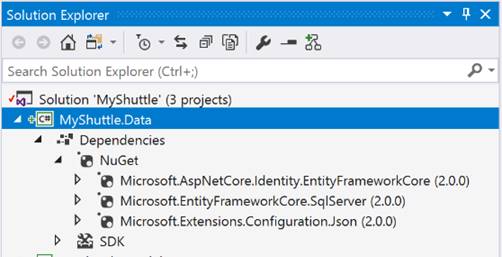 Solution Explorer
Search Solution Explorer (Ctrl+;)
Solution 'MyShuttle' (3 projects)
C# MyShuttle.Data
Dependencies
NuGet
Microsoft.AspNetCore.Identity.EntityFrameworkCore (2.0.0)
Microsoft.EntityFrameworkCore.SqlServer (2.0.0)
Microsoft.Extensions.Configuration.Json (2.0.0)
SDK